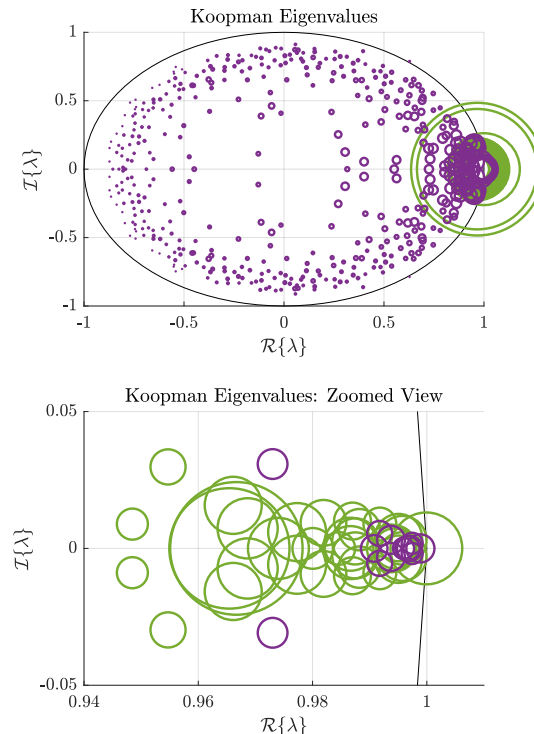 Koopman Eigenvalues
1
0.5
0
-0.5
-1
ℐ{λ}
-1 -0.5 0 0.5 1
ℛ{λ}
Koopman Eigenvalues: Zoomed View
0.05
0
-0.05
ℐ{λ}
0.94 0.96 0.98 1
ℛ{λ}